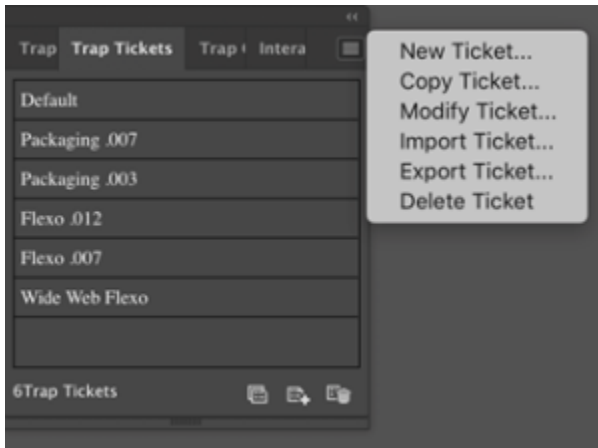 Trap Trap Tickets Trap Intera
Default
Packaging .007
Packaging .003
Flexo .012
Flexo .007
Wide Web Flexo
6Trap Tickets
New Ticket...
Copy Ticket...
Modify Ticket...
Import Ticket...
Export Ticket...
Delete Ticket